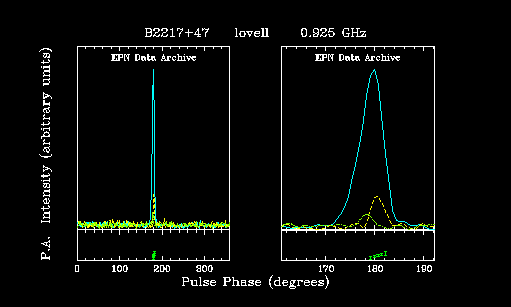 B2217+47 lovell 0.925 GHz
EPN Data Archive EPN Data Archive
P.A. Intensity (arbitrary units)
0 100 200 300 170 180 190
Pulse Phase (degrees)